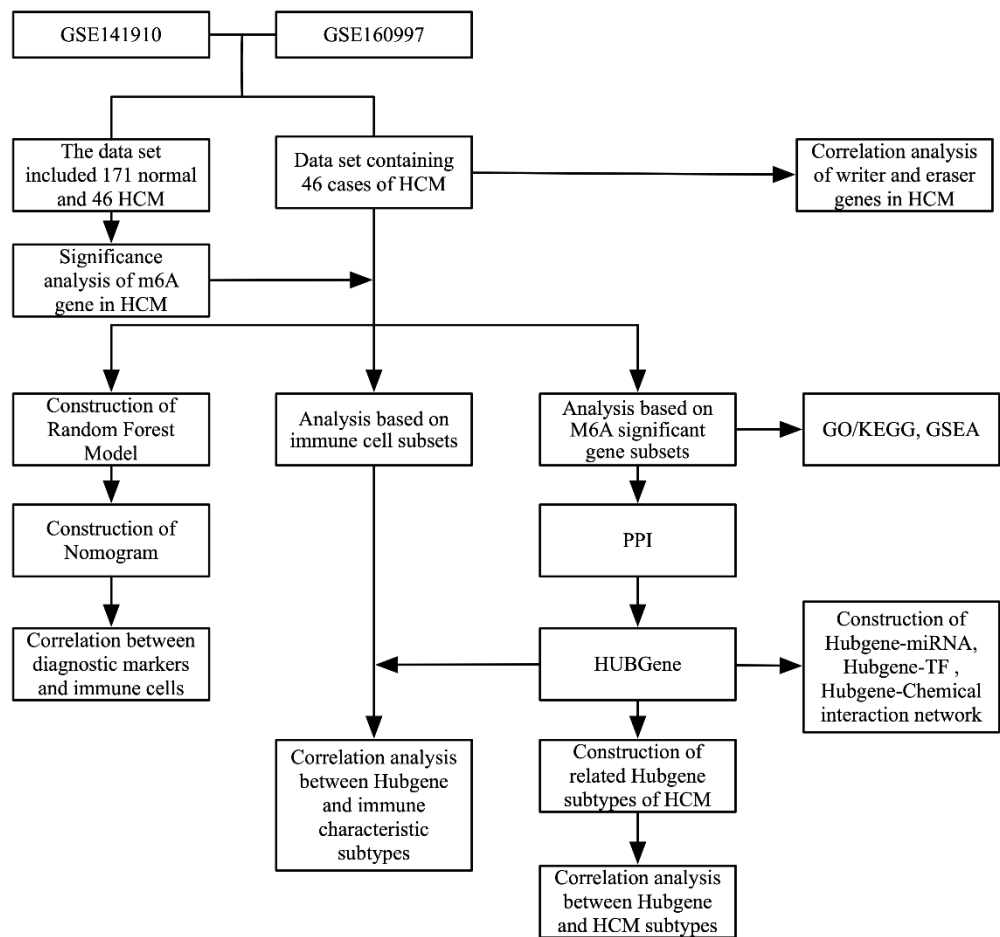 GSE141910
GSE160997
The data set
included 171 normal
and 46 HCM
Data set containing
46 cases of HCM
Correlation analysis
of writer and eraser
genes in HCM
Significance
analysis of m6A
gene in HCM
Construction of
Random Forest
Model
Analysis based on
immune cell subsets
Analysis based on
M6A significant
gene subsets
GO/KEGG, GSEA
Construction of
Nomogram
PPI
Correlation between
diagnostic markers
and immune cells
HUBGene
Construction of
Hubgene-miRNA,
Hubgene-TF ,
Hubgene-Chemical
interaction network
Correlation analysis
between Hubgene
and immune
characteristic
subtypes
Construction of
related Hubgene
subtypes of HCM
Correlation analysis
between Hubgene
and HCM subtypes